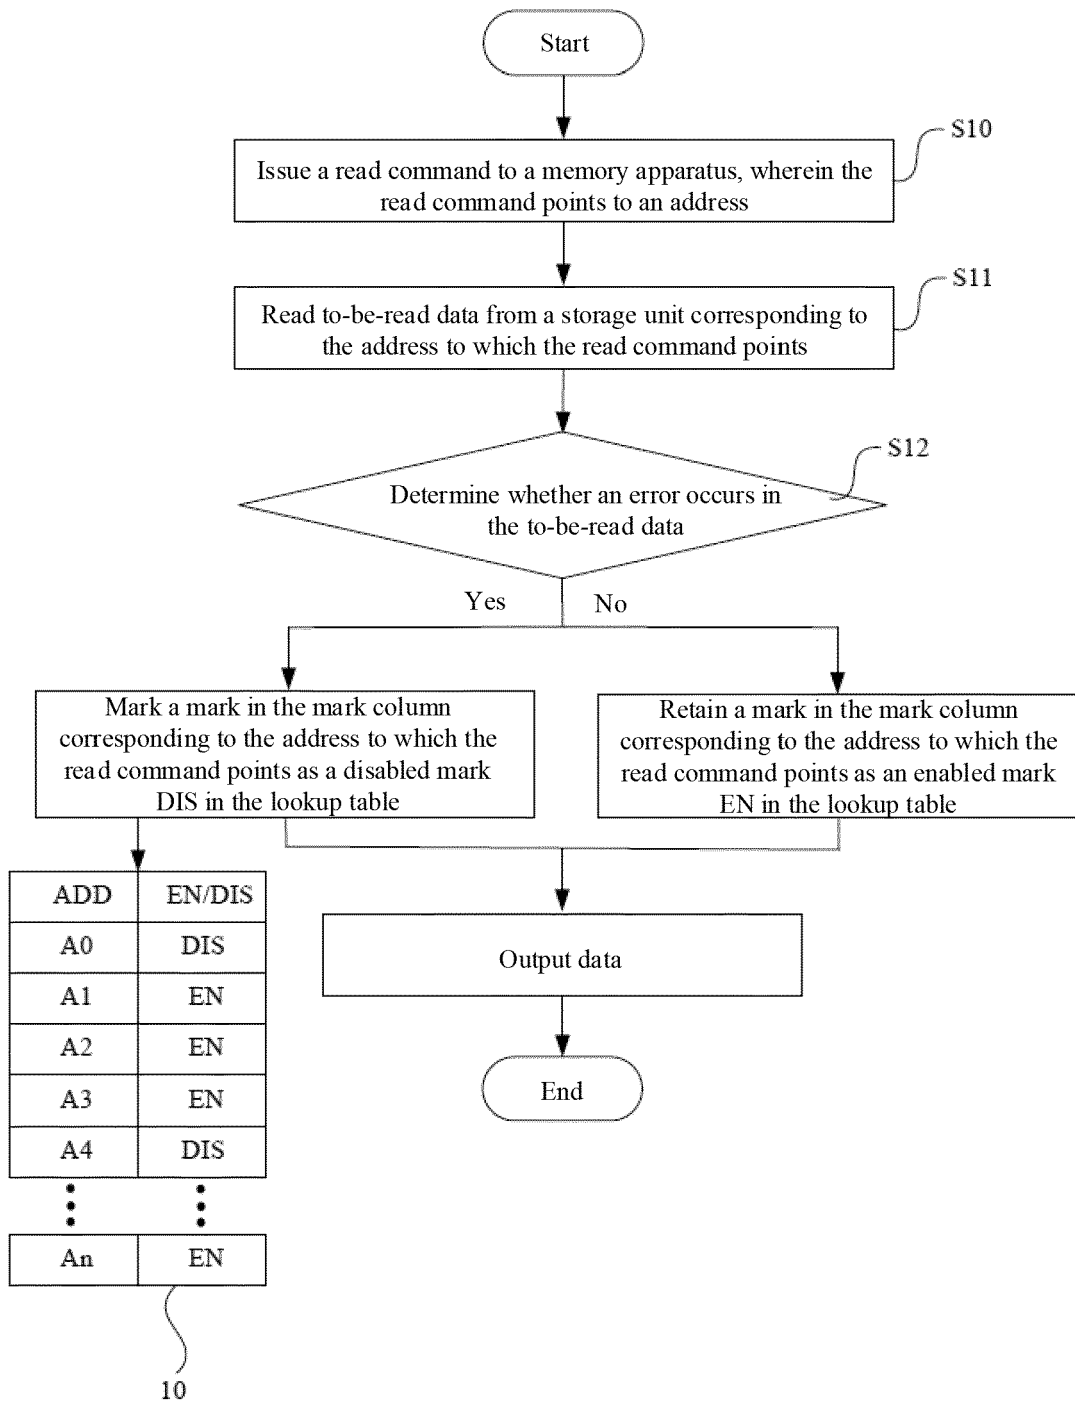 Start
S10
Issue a read command to a memory apparatus, wherein the
read command points to an address
S11
Read to-be-read data from a storage unit corresponding to
the address to which the read command points
S12
Determine whether an error occurs in
the to-be-read data
Yes No
Mark a mark in the mark column
corresponding to the address to which the
read command points as a disabled mark
DIS in the lookup table
Retain a mark in the mark column
corresponding to the address to which the
read command points as an enabled mark
EN in the lookup table
ADD EN/DIS
A0 DIS
A1 EN
A2 EN
A3 EN
A4 DIS
An EN
10
Output data
End